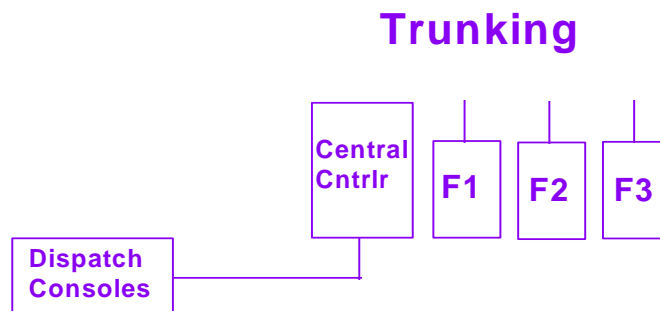 Trunking
Central
Cntrlr
F1
F2
F3
Dispatch
Consoles